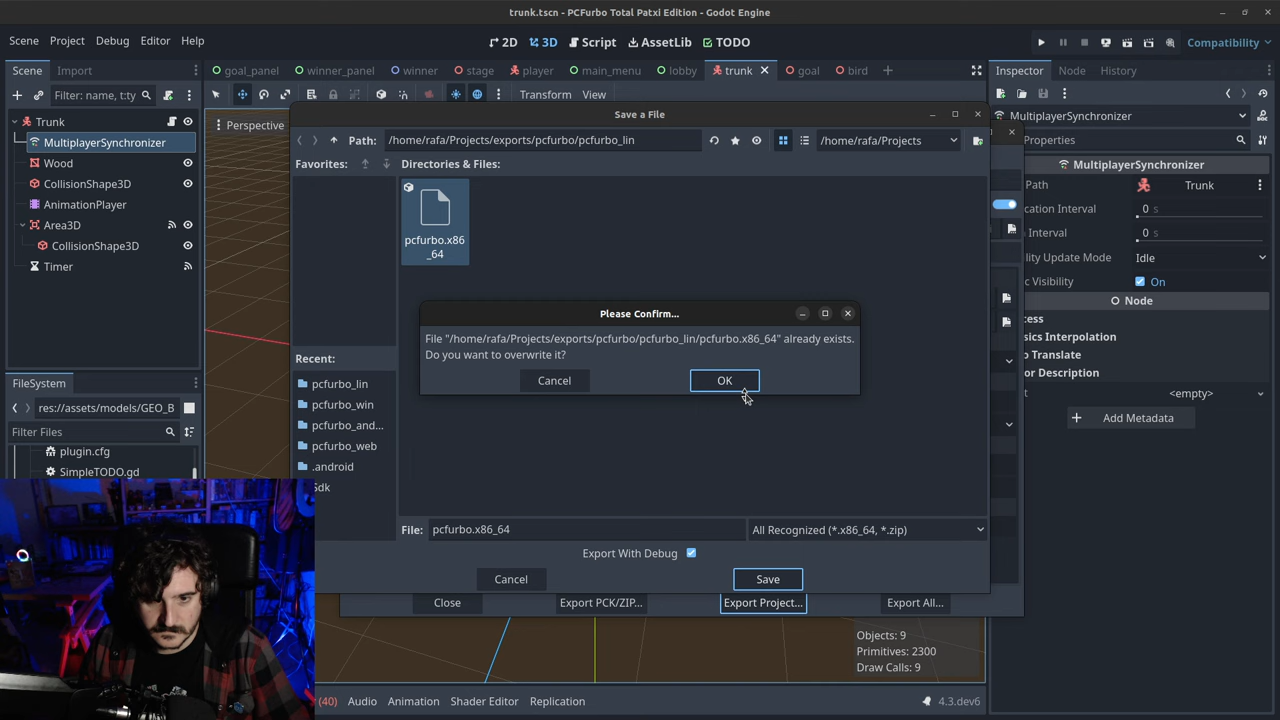 trunk.tscn - PCFurbo Total Patxi Edition - Godot Engine
Scene Project Debug Editor Help
2D 3D Script AssetLib TODO
Compatibility
Scene Import
goal_panel winner_panel winner stage player main_menu lobby trunk goal bird
Inspector Node History
Filter: name, t:ty
Transform View
Trunk
MultiplayerSynchronizer
Wood
CollisionShape3D
AnimationPlayer
Area3D
CollisionShape3D
Timer
Perspective
Save a File
Path: /home/rafa/Projects/exports/pcfurbo/pcfurbo_lin
/home/rafa/Projects
Favorites:
Directories & Files:
pcfurbo.x86
_64
Please Confirm...
File "/home/rafa/Projects/exports/pcfurbo/pcfurbo_lin/pcfurbo.x86_64" already exists.
Do you want to overwrite it?
Cancel OK
Recent:
pcfurbo_lin
pcfurbo_win
pcfurbo_and...
pcfurbo_web
.android
Sdk
File: pcfurbo.x86_64
All Recognized (*.x86_64, *.zip)
Export With Debug
Cancel Save
Close Export PCK/ZIP... Export Project... Export All...
Objects: 9
Primitives: 2300
Draw Calls: 9
(40) Audio Animation Shader Editor Replication
4.3.dev6
FileSystem
res://assets/models/GEO_B
Filter Files
plugin.cfg
SimpleTODO.gd
MultiplayerSynchronizer
Properties
MultiplayerSynchronizer
Path Trunk
ication Interval 0 s
Interval 0 s
ility Update Mode Idle
ic Visibility On
Node
cess
sics Interpolation
o Translate
or Description
t <empty>
Add Metadata